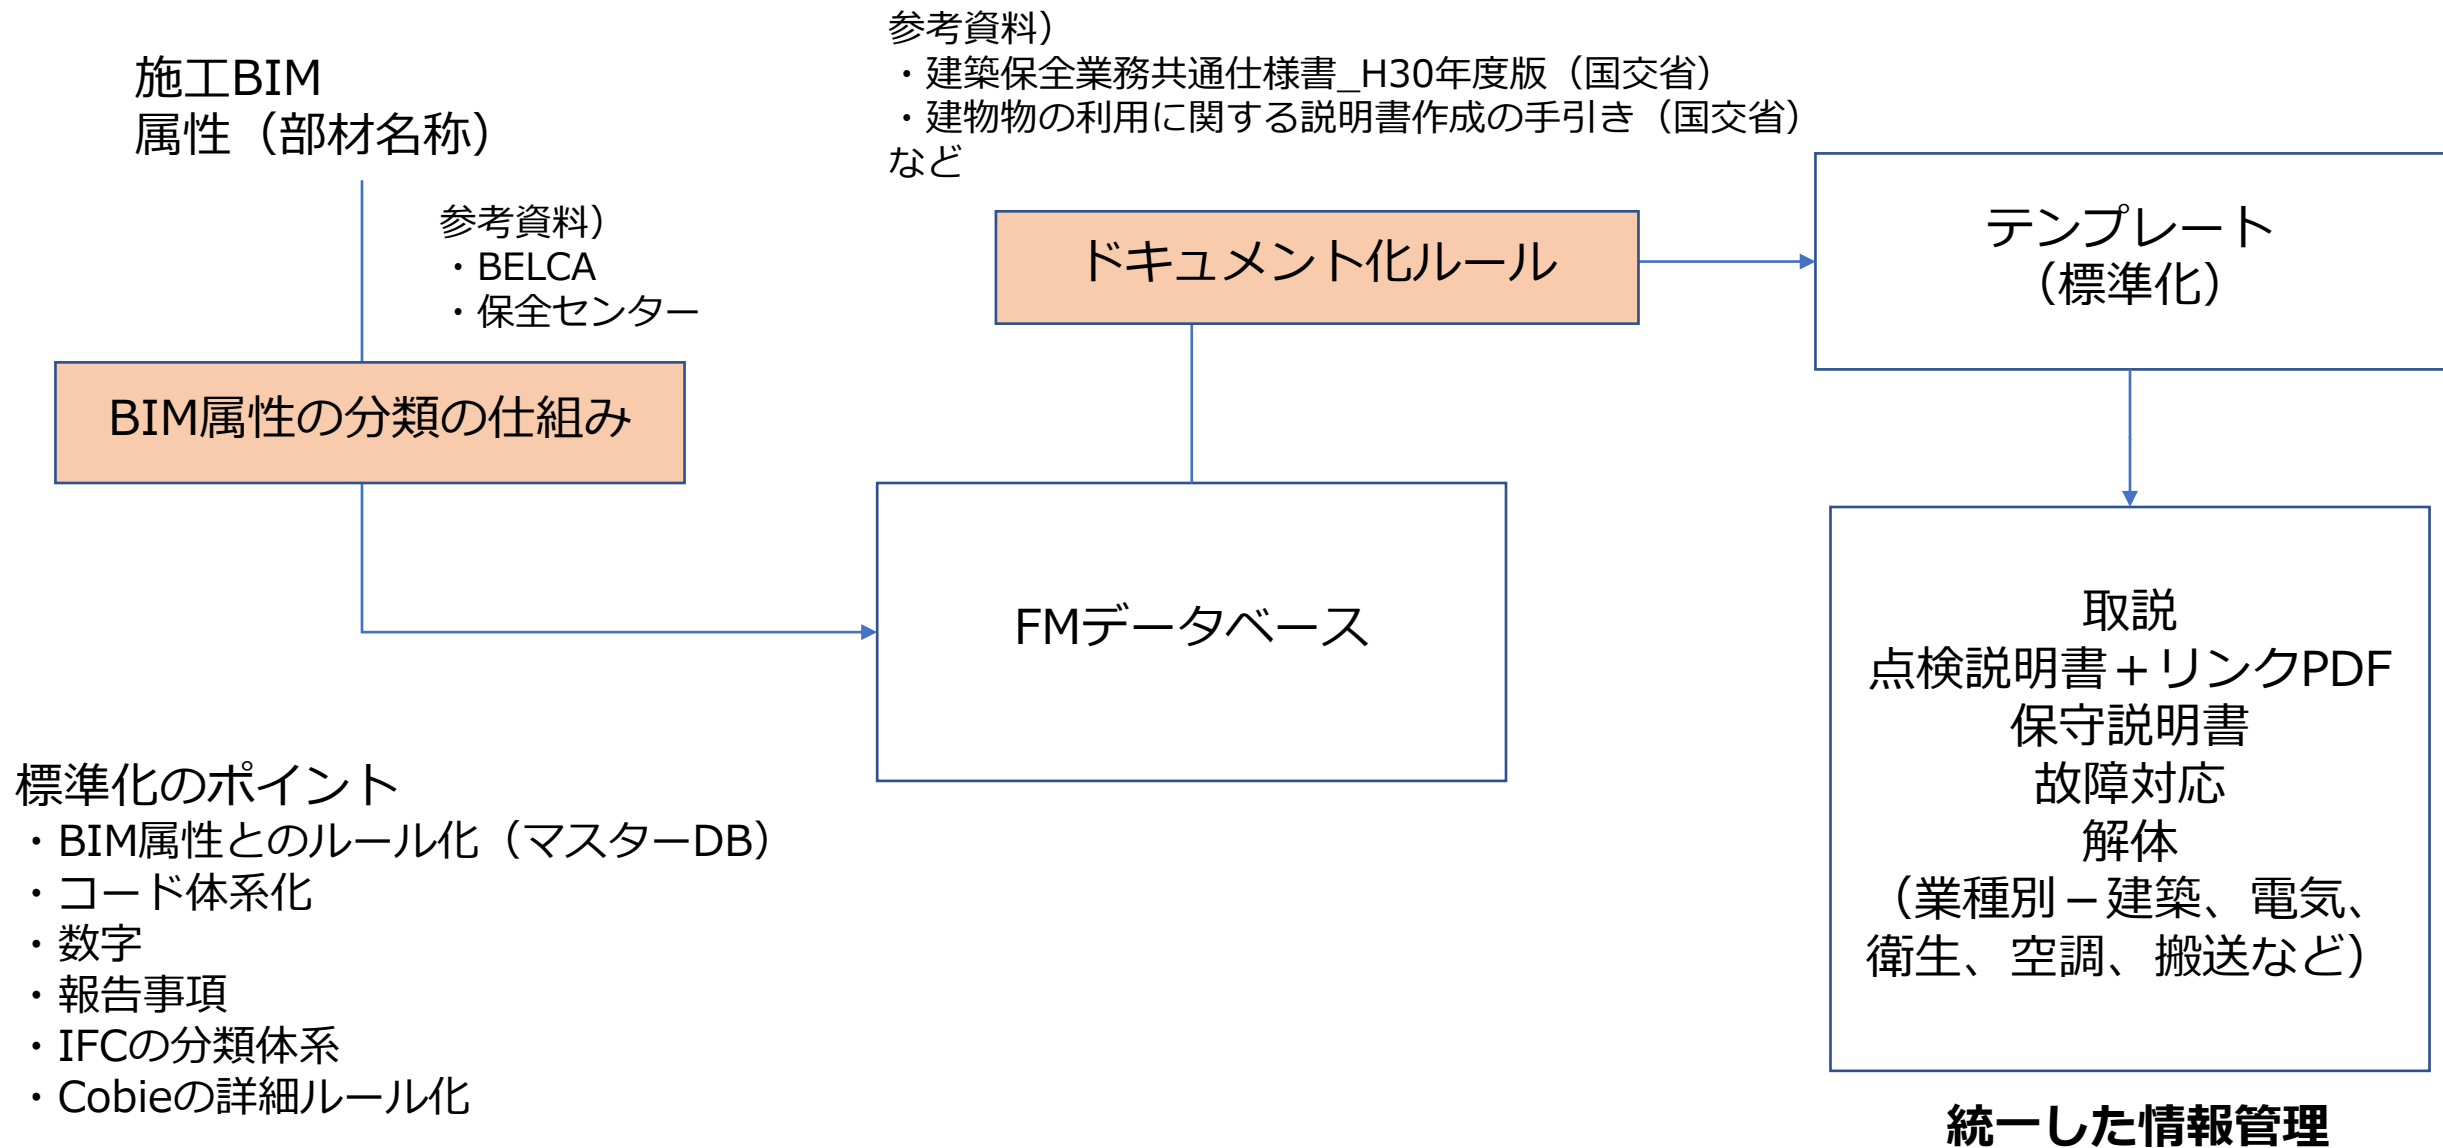 施工BIM
属性（部材名称）
参考資料）
・BELCA
・保全センター
BIM属性の分類の仕組み
参考資料）
・建築保全業務共通仕様書_H30年度版（国交省）
・建物物の利用に関する説明書作成の手引き（国交省）
など
ドキュメント化ルール
テンプレート
（標準化）
FMデータベース
取説
点検説明書＋リンクPDF
保守説明書
故障対応
解体
（業種別－建築、電気、
衛生、空調、搬送など）
統一した情報管理
標準化のポイント
・BIM属性とのルール化（マスターDB）
・コード体系化
・数字
・報告事項
・IFCの分類体系
・Cobieの詳細ルール化